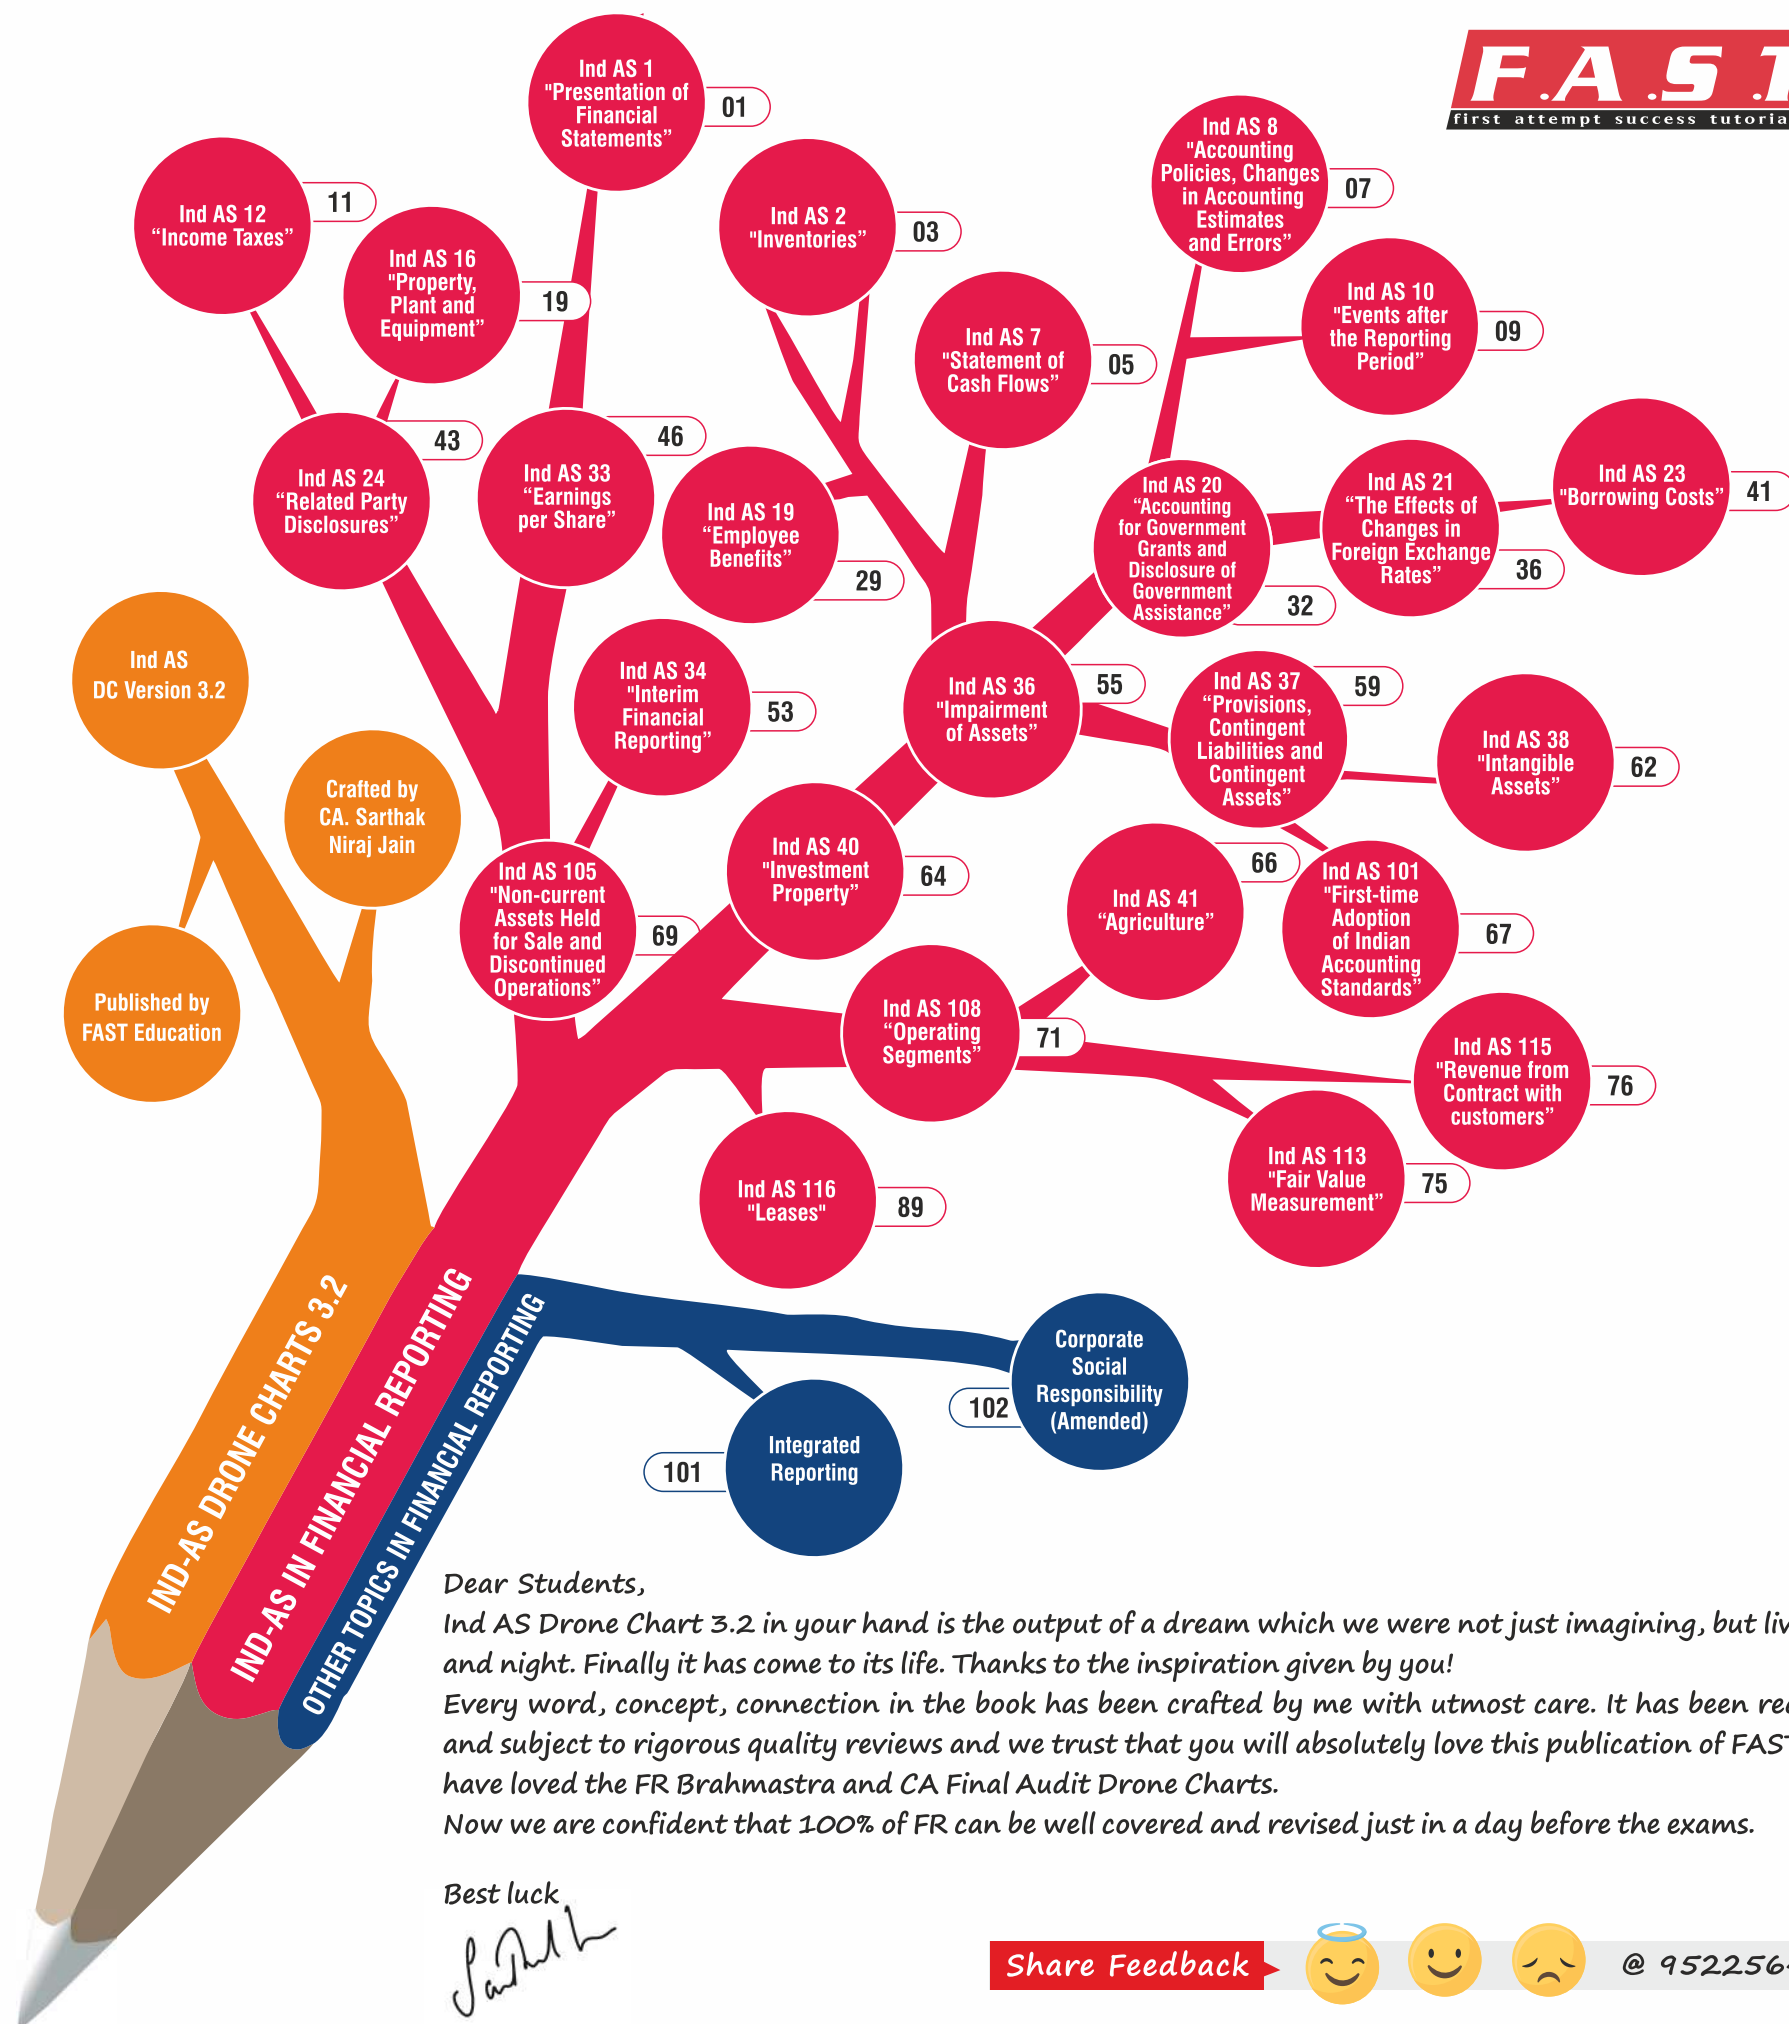 F.A.S.T
first attempt success tutoria
Ind AS 1
"Presentation of
Financial
Statements”
01
Ind AS 12
“Income Taxes”
11
Ind AS 16
"Property,
Plant and
Equipment”
19
Ind AS 2
"Inventories”
03
Ind AS 8
"Accounting
Policies, Changes
in Accounting
Estimates
and Errors”
07
Ind AS 7
"Statement of
Cash Flows”
05
Ind AS 10
"Events after
the Reporting
Period”
09
Ind AS 24
“Related Party
Disclosures”
43
Ind AS 33
“Earnings
per Share”
46
Ind AS 19
“Employee
Benefits”
29
Ind AS 20
“Accounting
for Government
Grants and
Disclosure of
Government
Assistance”
32
Ind AS 21
“The Effects of
Changes in
Foreign Exchange
Rates”
36
Ind AS 23
"Borrowing Costs”
41
Ind AS
DC Version 3.2
Crafted by
CA. Sarthak
Niraj Jain
Published by
FAST Education
Ind AS 34
"Interim
Financial
Reporting”
53
Ind AS 36
"Impairment
of Assets”
55
Ind AS 37
“Provisions,
Contingent
Liabilities and
Contingent
Assets”
59
Ind AS 38
"Intangible
Assets”
62
Ind AS 105
"Non-current
Assets Held
for Sale and
Discontinued
Operations”
69
Ind AS 40
"Investment
Property”
64
Ind AS 41
“Agriculture”
66
Ind AS 101
"First-time
Adoption
of Indian
Accounting
Standards”
67
Ind AS 108
“Operating
Segments”
71
Ind AS 115
"Revenue from
Contract with
customers”
76
Ind AS 113
"Fair Value
Measurement”
75
Ind AS 116
"Leases"
89
IND-AS DRONE CHARTS 3.2
IND-AS IN FINANCIAL REPORTING
OTHER TOPICS IN FINANCIAL REPORTING
Corporate
Social
Responsibility
(Amended)
102
Integrated
Reporting
101
Dear Students,
Ind AS Drone Chart 3.2 in your hand is the output of a dream which we were not just imagining, but liv
and night. Finally it has come to its life. Thanks to the inspiration given by you!
Every word, concept, connection in the book has been crafted by me with utmost care. It has been rea
and subject to rigorous quality reviews and we trust that you will absolutely love this publication of FAST
have loved the FR Brahmastra and CA Final Audit Drone Charts.
Now we are confident that 100% of FR can be well covered and revised just in a day before the exams.
Best luck
Share Feedback
@ 952256